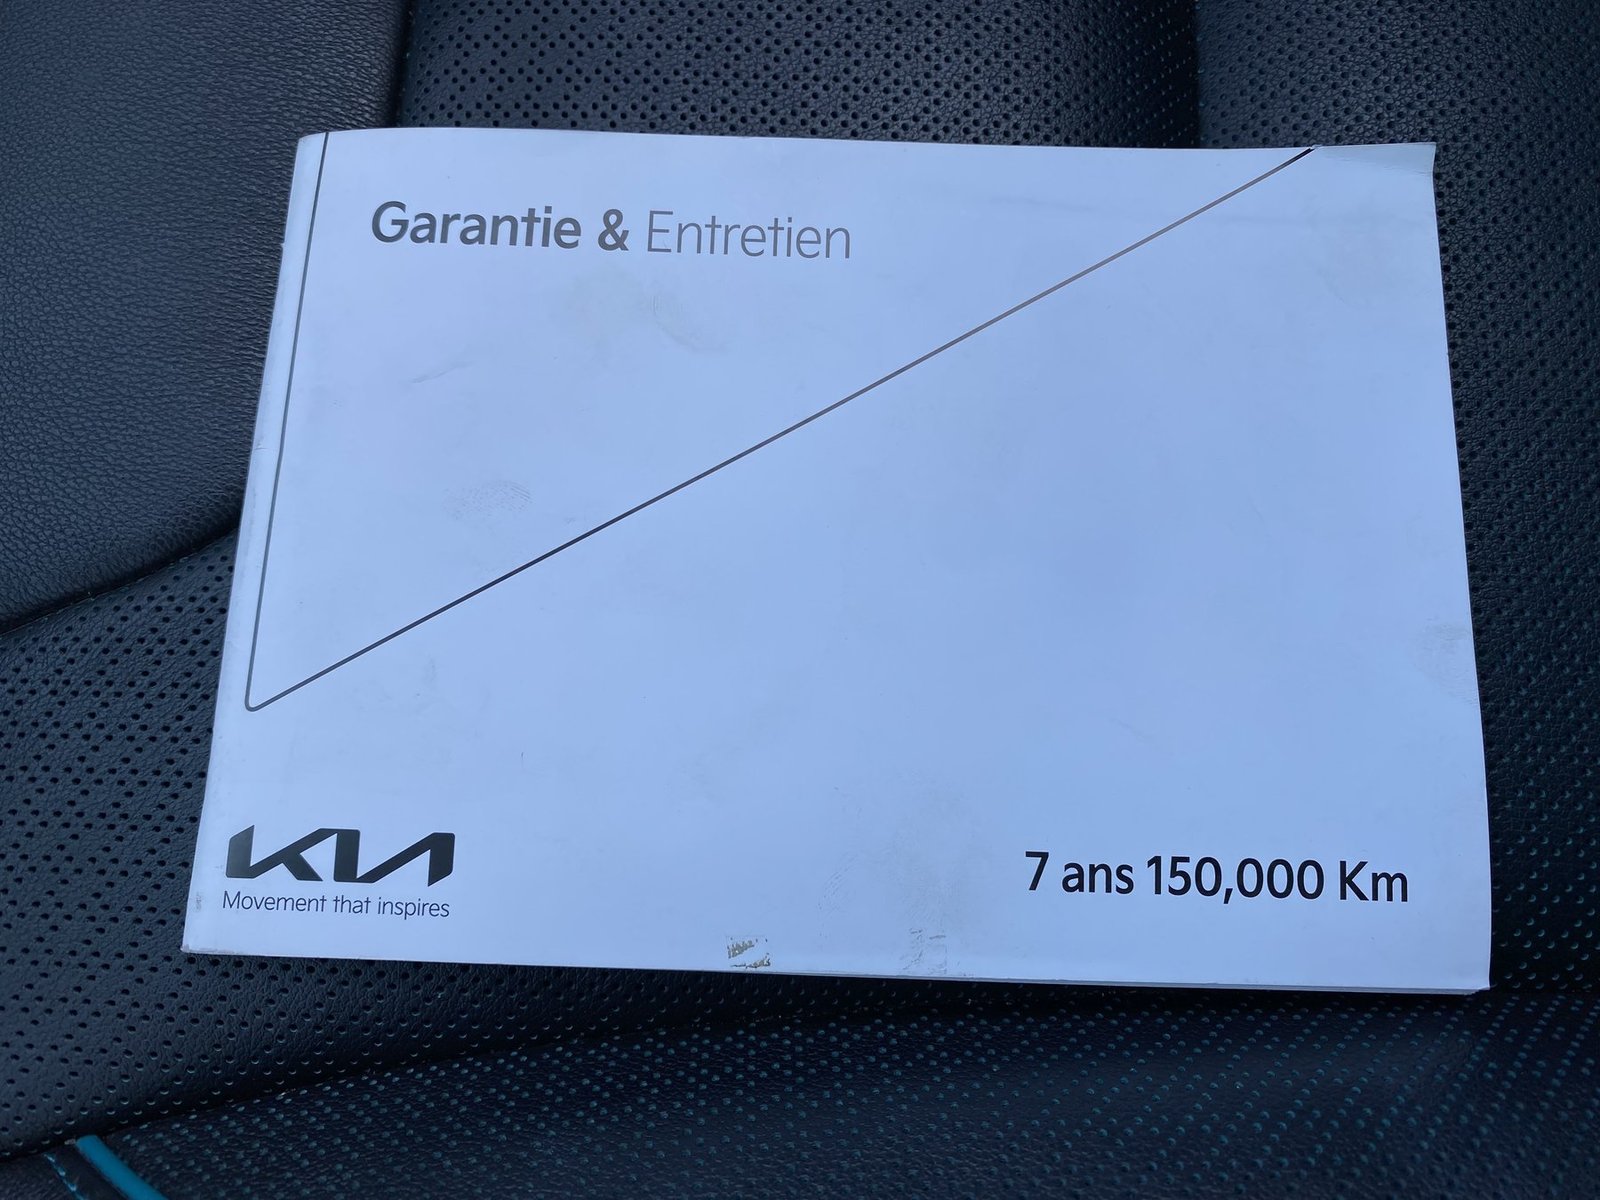 Garantie & Entretien
KIA
Movement that inspires
7 ans 150,000 Km